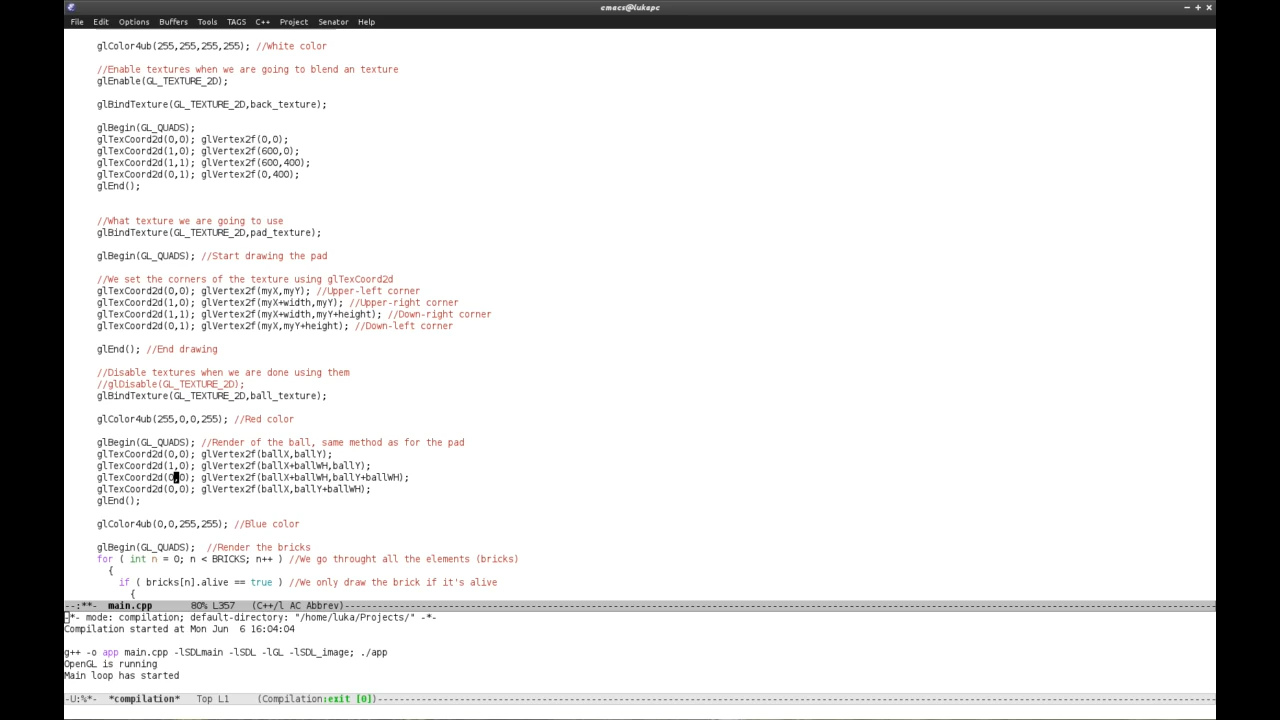 emacs@lukapc
File Edit Options Buffers Tools TAGS C++ Project Senator Help
glColor4ub(255,255,255,255); //White color
//Enable textures when we are going to blend an texture
glEnable(GL_TEXTURE_2D);
glBindTexture(GL_TEXTURE_2D,back_texture);
glBegin(GL_QUADS);
glTexCoord2d(0,0); glVertex2f(0,0);
glTexCoord2d(1,0); glVertex2f(600,0);
glTexCoord2d(1,1); glVertex2f(600,400);
glTexCoord2d(0,1); glVertex2f(0,400);
glEnd();
//What texture we are going to use
glBindTexture(GL_TEXTURE_2D,pad_texture);
glBegin(GL_QUADS); //Start drawing the pad
//We set the corners of the texture using glTexCoord2d
glTexCoord2d(0,0); glVertex2f(myX,myY); //Upper-left corner
glTexCoord2d(1,0); glVertex2f(myX+width,myY); //Upper-right corner
glTexCoord2d(1,1); glVertex2f(myX+width,myY+height); //Down-right corner
glTexCoord2d(0,1); glVertex2f(myX,myY+height); //Down-left corner
glEnd(); //End drawing
//Disable textures when we are done using them
//glDisable(GL_TEXTURE_2D);
glBindTexture(GL_TEXTURE_2D,ball_texture);
glColor4ub(255,0,0,255); //Red color
glBegin(GL_QUADS); //Render of the ball, same method as for the pad
glTexCoord2d(0,0); glVertex2f(ballX,ballY);
glTexCoord2d(1,0); glVertex2f(ballX+ballWH,ballY);
glTexCoord2d(0,0); glVertex2f(ballX+ballWH,ballY+ballWH);
glTexCoord2d(0,0); glVertex2f(ballX,ballY+ballWH);
glEnd();
glColor4ub(0,0,255,255); //Blue color
glBegin(GL_QUADS);  //Render the bricks
for ( int n = 0; n < BRICKS; n++ ) //We go throught all the elements (bricks)
{
if ( bricks[n].alive == true ) //We only draw the brick if it's alive
{
--:**-  main.cpp       80% L357   (C++/l AC Abbrev)
-*- mode: compilation; default-directory: "/home/luka/Projects/" -*-
Compilation started at Mon Jun  6 16:04:04
g++ -o app main.cpp -lSDLmain -lSDL -lGL -lSDL_image; ./app
OpenGL is running
Main loop has started
-U:%*-  *compilation*   Top L1    (Compilation:exit [0])